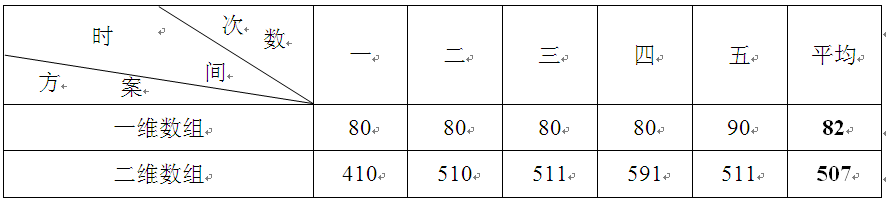 时间 次数 方案 一 二 三 四 五 平均
一维数组 80 80 80 80 90 82
二维数组 410 510 511 591 511 507